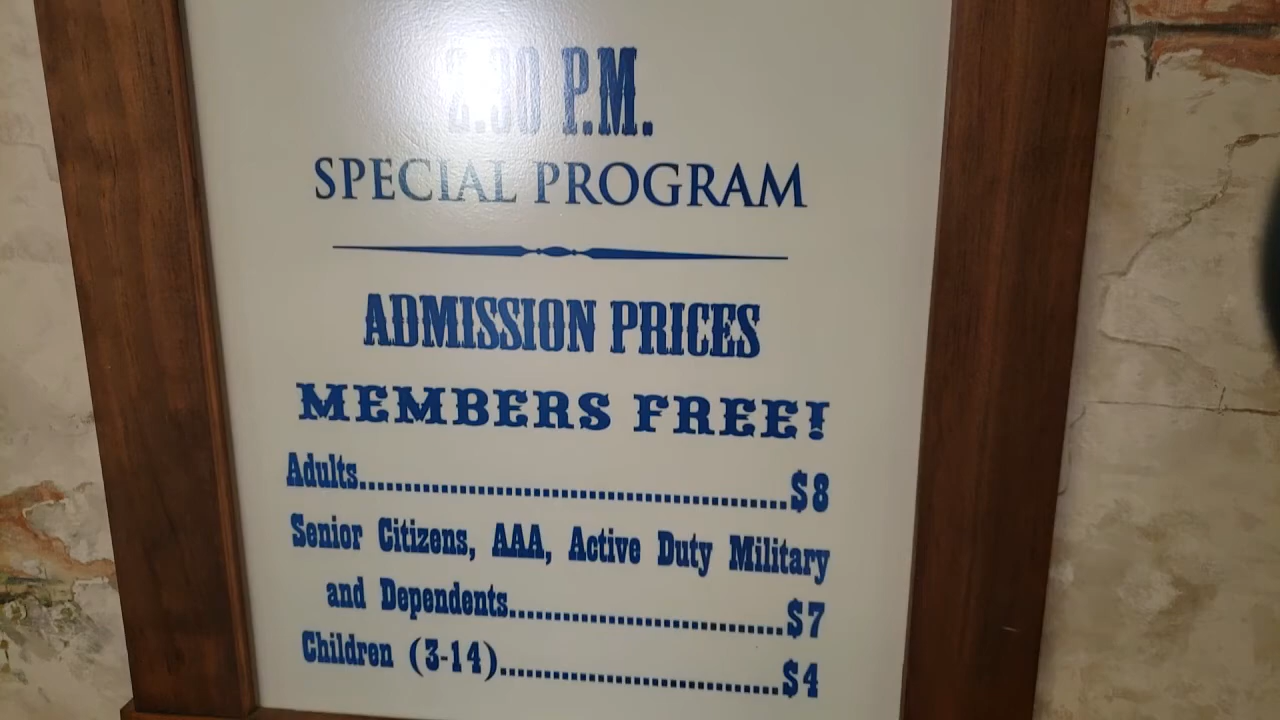 P.M.
SPECIAL PROGRAM
ADMISSION PRICES
MEMBERS FREE!
Adults................................................$8
Senior Citizens, AAA, Active Duty Military
and Dependents..............................$7
Children (3-14)...............................$4